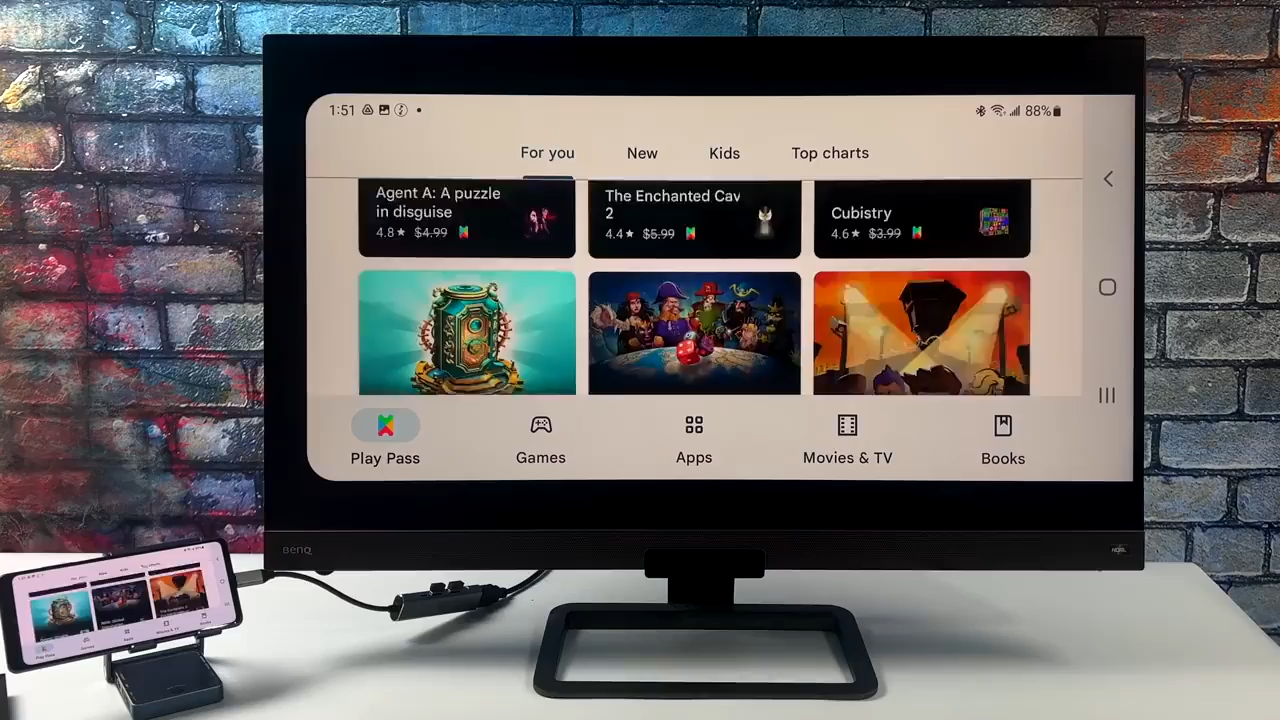 1:51
88%
For you
New
Kids
Top charts
Agent A: A puzzle
in disguise
4.8★ $4.99
The Enchanted Cav
2
4.4★ $5.99
Cubistry
4.6★ $3.99
Play Pass
Games
Apps
Movies & TV
Books
BenQ